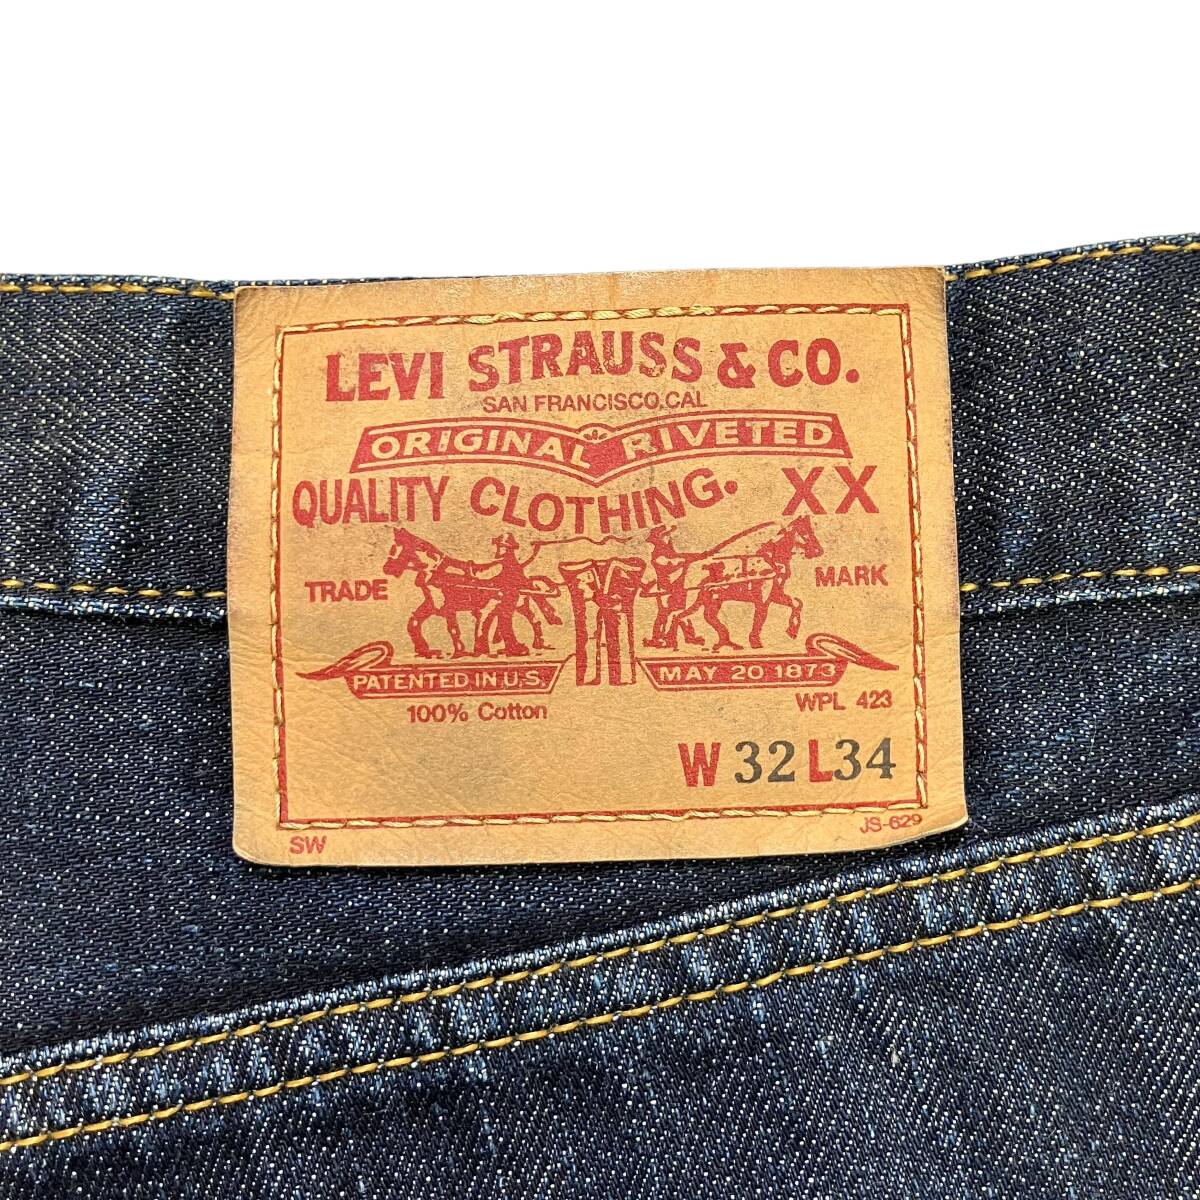 LEVI STRAUSS & CO.
SAN FRANCISCO, CAL
ORIGINAL RIVETED
QUALITY CLOTHING. XX
TRADE MARK
PATENTED IN U.S. MAY 20 1873
100% Cotton WPL 423
W 32 L 34
SW JS-629